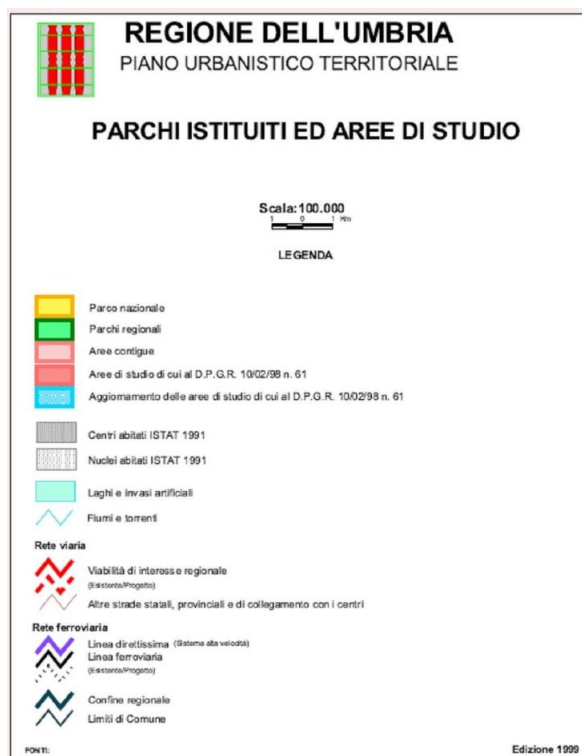 REGIONE DELL'UMBRIA
PIANO URBANISTICO TERRITORIALE
PARCHI ISTITUITI ED AREE DI STUDIO
Scala:100.000
1 0 1 Km
LEGENDA
Parco nazionale
Parchi regionali
Aree contigue
Aree di studio di cui al D.P.G.R. 10/02/98 n. 61
Aggiornamento delle aree di studio di cui al D.P.G.R. 10/02/98 n. 61
Centri abitati ISTAT 1991
Nuclei abitati ISTAT 1991
Laghi e invasi artificiali
Fiumi e torrenti
Rete viaria
Viabilità di interesse regionale
(Esistente/Progetto)
Altre strade statali, provinciali e di collegamento con i centri
Rete ferroviaria
Linea direttissima (Sistema alta velocità)
Linea ferroviaria
(Esistente/Progetto)
Confine regionale
Limiti di Comune
FONTI: Edizione 1999